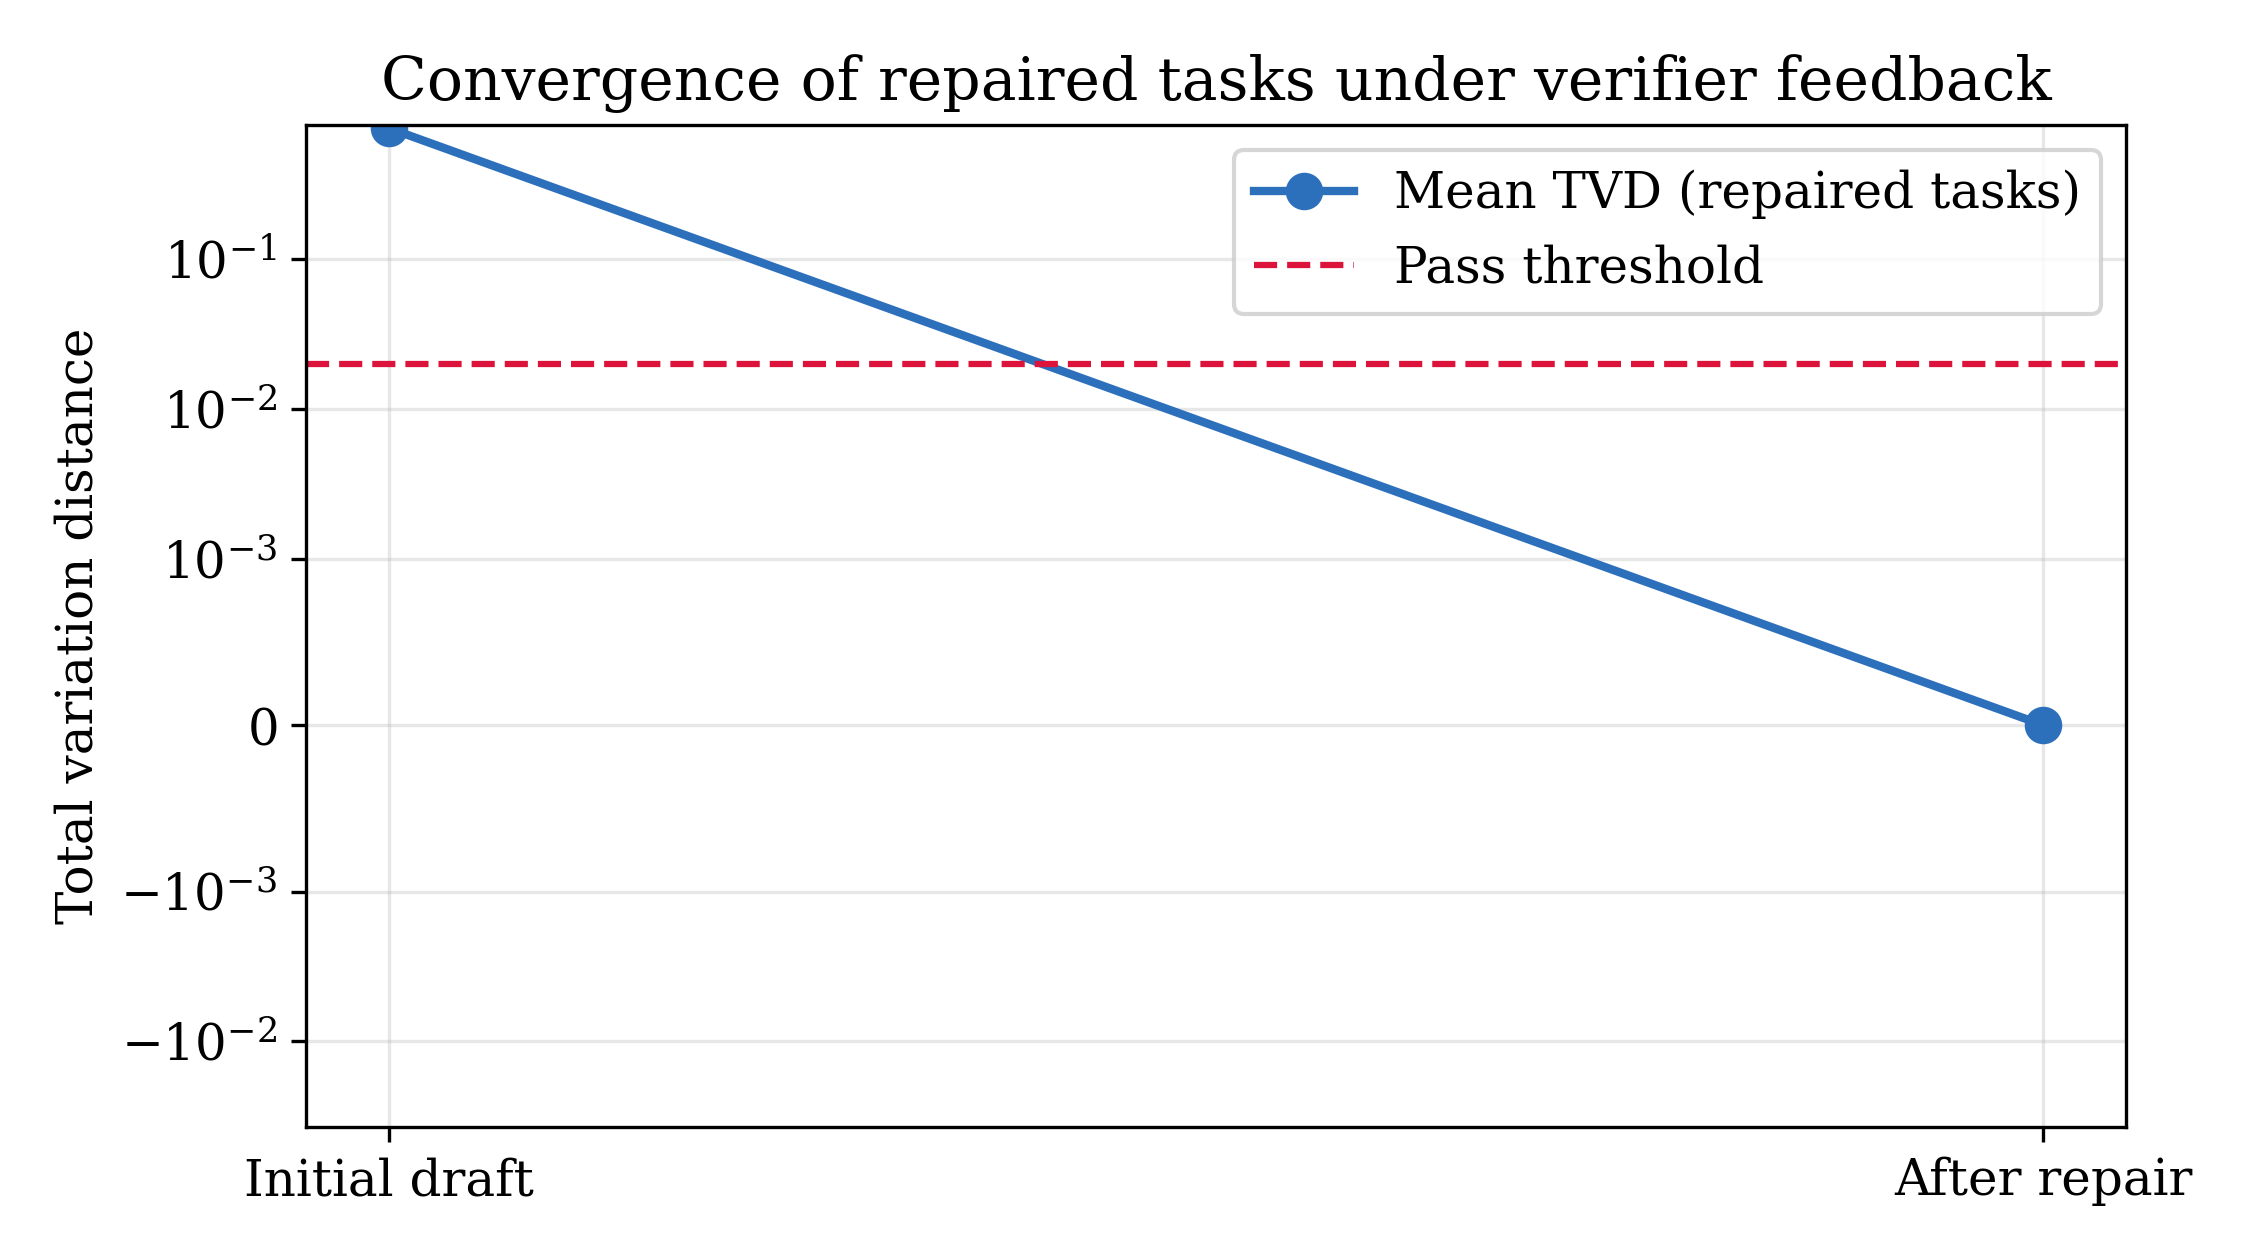 Convergence of repaired tasks under verifier feedback
Mean TVD (repaired tasks)
Pass threshold
Total variation distance
10⁻¹
10⁻²
10⁻³
0
−10⁻³
−10⁻²
Initial draft
After repair